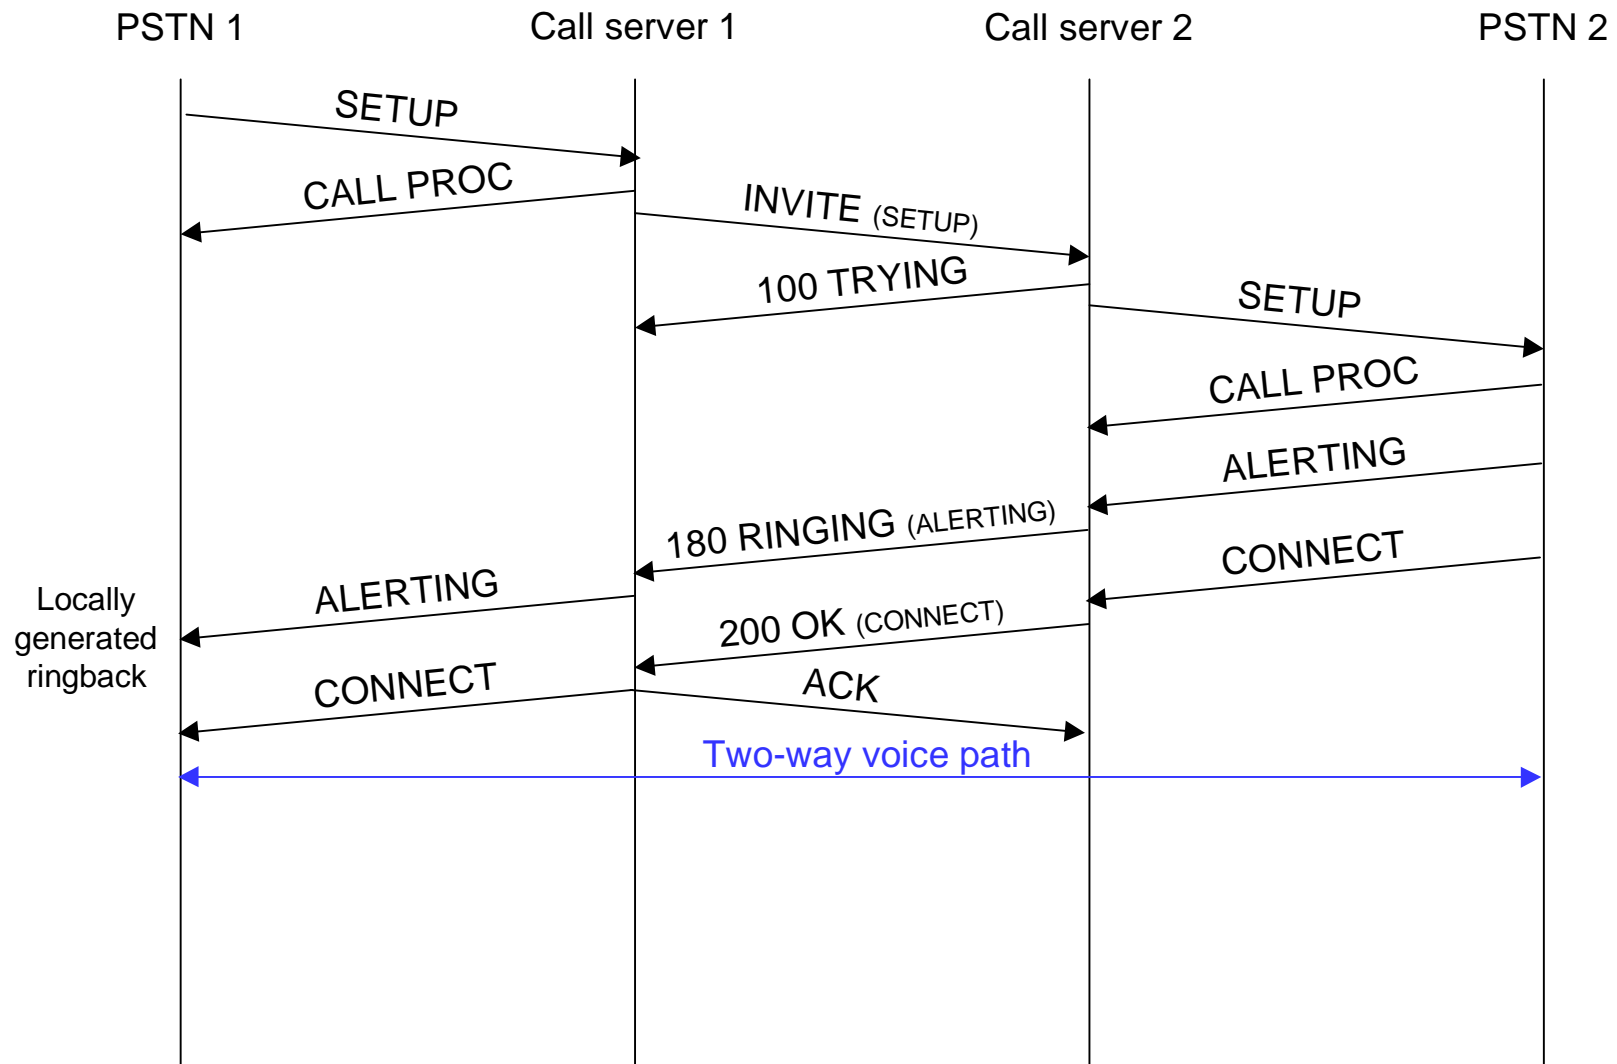 PSTN 1
Call server 1
Call server 2
PSTN 2
SETUP
CALL PROC
INVITE (SETUP)
100 TRYING
SETUP
CALL PROC
ALERTING
180 RINGING (ALERTING)
CONNECT
ALERTING
Locally
generated
ringback
200 OK (CONNECT)
CONNECT
ACK
Two-way voice path